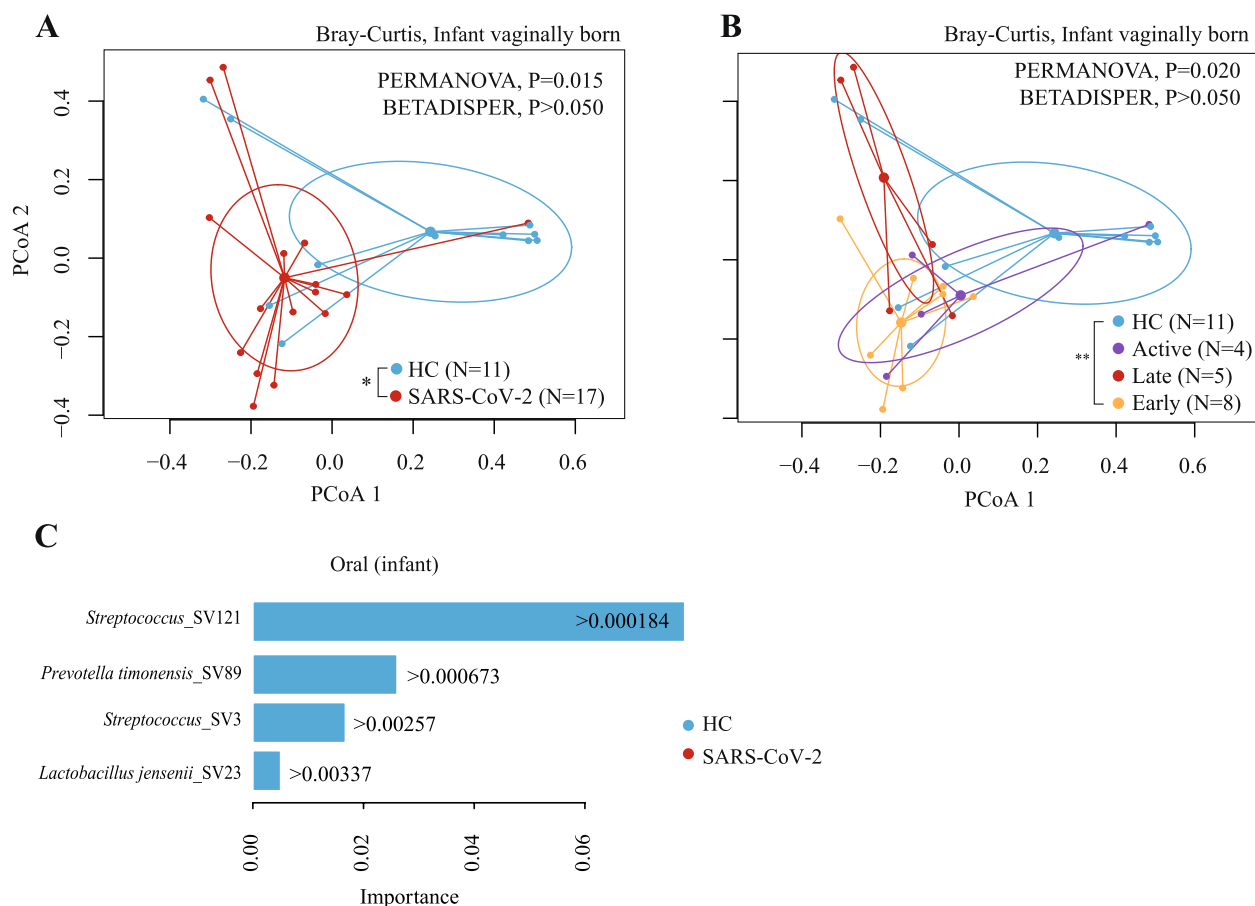 A
Bray-Curtis, Infant vaginally born
PERMANOVA, P=0.015
BETADISPER, P>0.050
PCoA 2
0.4
0.2
0.0
−0.2
−0.4
* HC (N=11)
SARS-CoV-2 (N=17)
−0.4 −0.2 0.0 0.2 0.4 0.6
PCoA 1
B
Bray-Curtis, Infant vaginally born
PERMANOVA, P=0.020
BETADISPER, P>0.050
HC (N=11)
** Active (N=4)
Late (N=5)
Early (N=8)
−0.4 −0.2 0.0 0.2 0.4 0.6
PCoA 1
C
Oral (infant)
Streptococcus_SV121 >0.000184
Prevotella timonensis_SV89 >0.000673
Streptococcus_SV3 >0.00257
Lactobacillus jensenii_SV23 >0.00337
HC
SARS-CoV-2
0.00 0.02 0.04 0.06
Importance